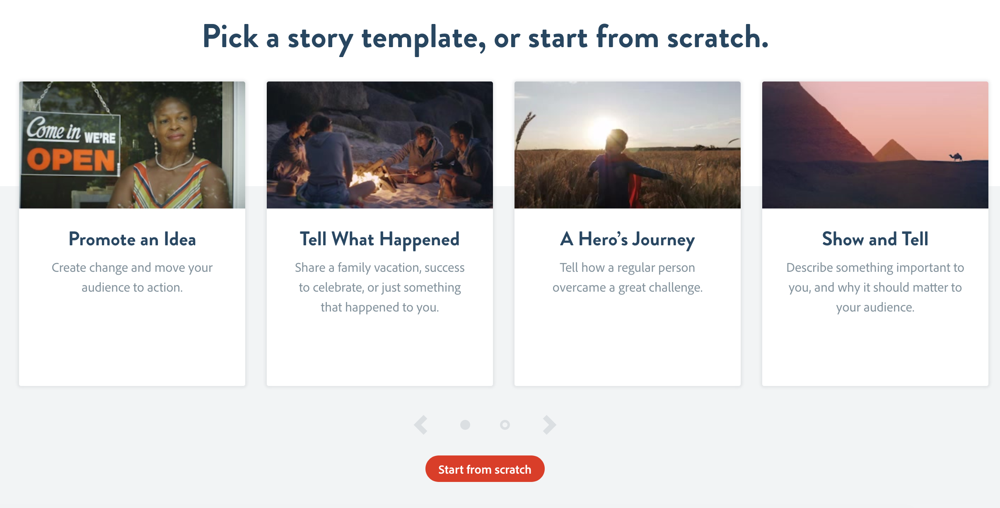 Pick a story template, or start from scratch.
Come in WE'RE
OPEN
Promote an Idea
Create change and move your
audience to action.
Tell What Happened
Share a family vacation, success
to celebrate, or just something
that happened to you.
A Hero’s Journey
Tell how a regular person
overcame a great challenge.
Show and Tell
Describe something important to
you, and why it should matter to
your audience.
Start from scratch